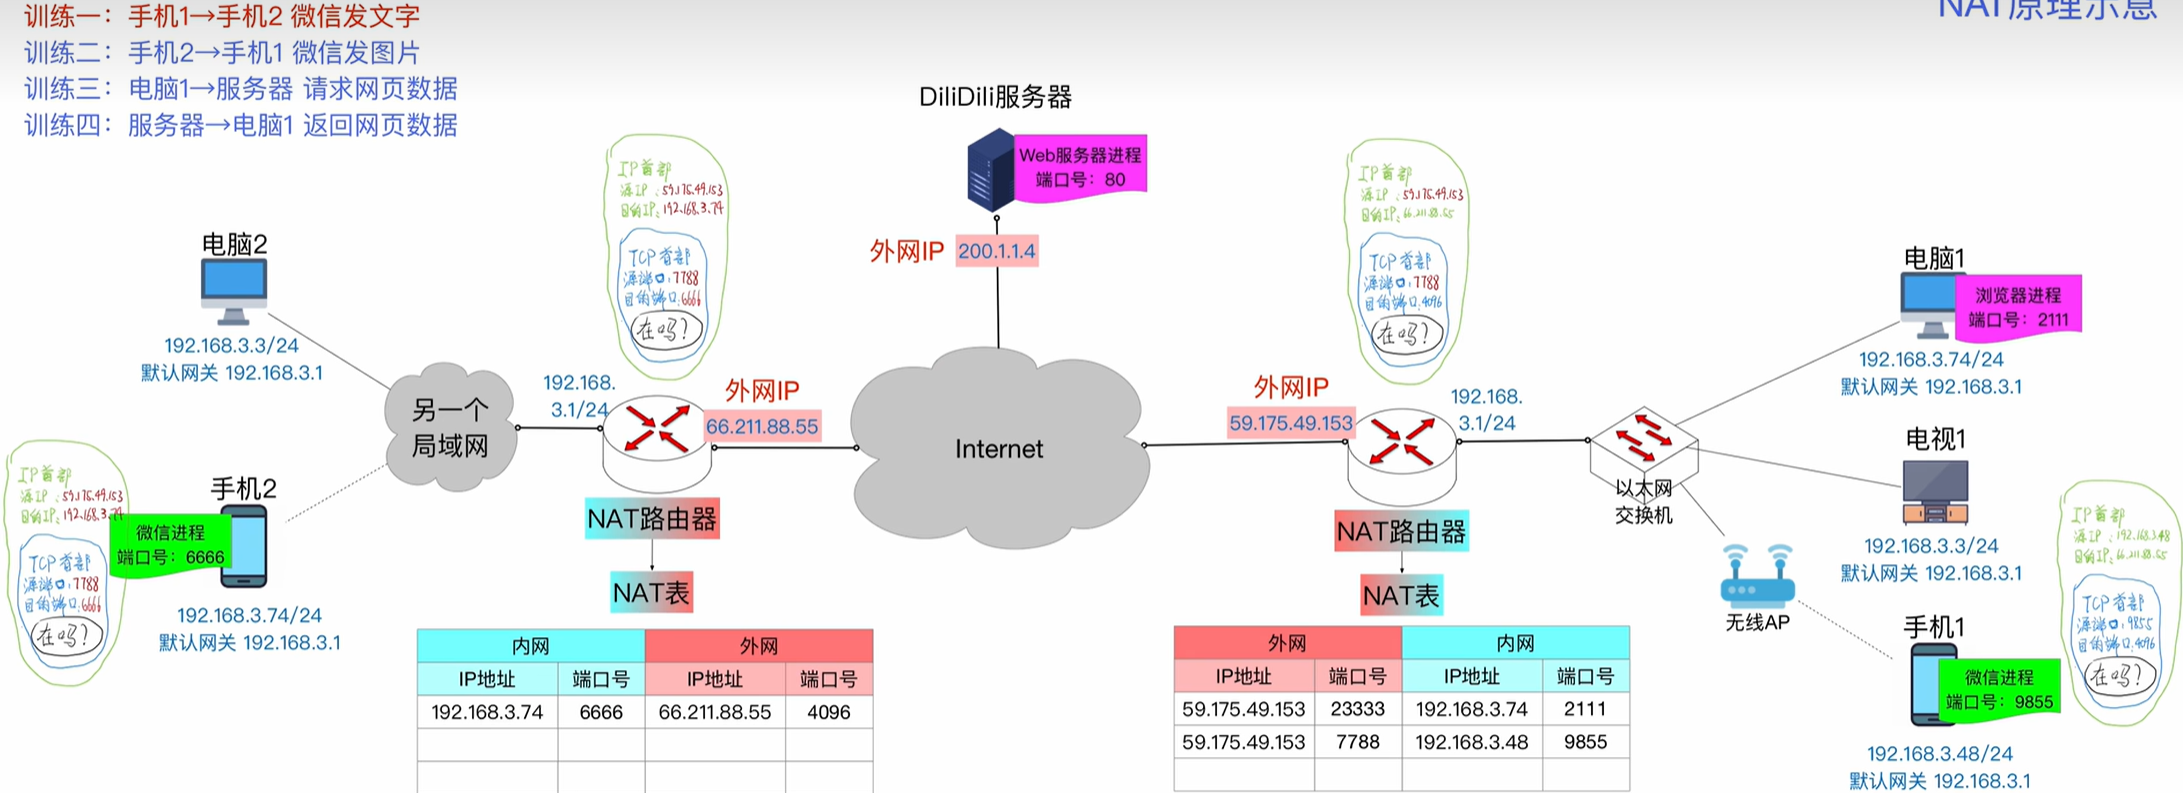 训练一：手机1→手机2 微信发文字
训练二：手机2→手机1 微信发图片
训练三：电脑1→服务器 请求网页数据
训练四：服务器→电脑1 返回网页数据
NAT原理示意
DiliDili服务器
Web服务器进程
端口号：80
外网IP 200.1.1.4
电脑2
192.168.3.3/24
默认网关 192.168.3.1
另一个
局域网
手机2
微信进程
端口号：6666
192.168.3.74/24
默认网关 192.168.3.1
IP首部
源IP：59.175.49.153
目的IP：192.168.3.74
TCP首部
源端口：7788
目的端口：6666
在吗？
IP首部
源IP：59.175.49.153
目的IP：192.168.3.74
TCP首部
源端口：7788
目的端口：6666
在吗？
192.168.
3.1/24
外网IP
66.211.88.55
NAT路由器
NAT表
内网 外网
IP地址 端口号 IP地址 端口号
192.168.3.74 6666 66.211.88.55 4096
Internet
IP首部
源IP：59.175.49.153
目的IP：66.211.88.55
TCP首部
源端口：7788
目的端口：4096
在吗？
外网IP
59.175.49.153
192.168.
3.1/24
NAT路由器
NAT表
外网 内网
IP地址 端口号 IP地址 端口号
59.175.49.153 23333 192.168.3.74 2111
59.175.49.153 7788 192.168.3.48 9855
以太网
交换机
电脑1
浏览器进程
端口号：2111
192.168.3.74/24
默认网关 192.168.3.1
电视1
192.168.3.3/24
默认网关 192.168.3.1
无线AP
手机1
微信进程
端口号：9855
192.168.3.48/24
默认网关 192.168.3.1
IP首部
源IP：192.168.3.48
目的IP：66.211.88.55
TCP首部
源端口：9855
目的端口：4096
在吗？